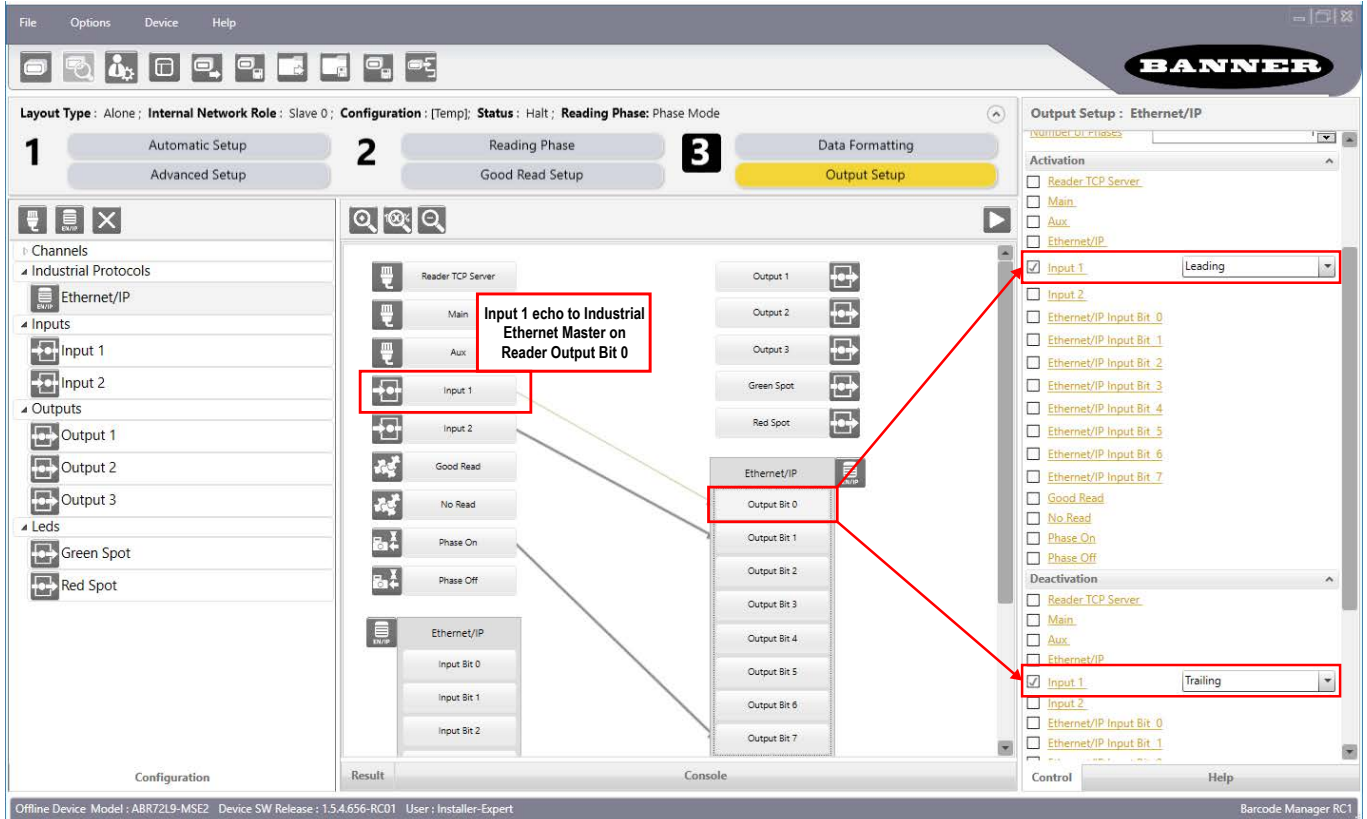 File Options Device Help
BANNER
Layout Type : Alone ; Internal Network Role : Slave 0 ; Configuration : [Temp]; Status : Halt ; Reading Phase: Phase Mode
1
Automatic Setup
Advanced Setup
2
Reading Phase
Good Read Setup
3
Data Formatting
Output Setup
Channels
Industrial Protocols
EN/IP
Ethernet/IP
Inputs
Input 1
Input 2
Outputs
Output 1
Output 2
Output 3
Leds
Green Spot
Red Spot
Configuration
100%
Reader TCP Server
Main
Aux
Input 1
Input 2
Good Read
No Read
Phase On
Phase Off
EN/IP
Ethernet/IP
Input Bit 0
Input Bit 1
Input Bit 2
Input 1 echo to Industrial
Ethernet Master on
Reader Output Bit 0
Output 1
Output 2
Output 3
Green Spot
Red Spot
Ethernet/IP
EN/IP
Output Bit 0
Output Bit 1
Output Bit 2
Output Bit 3
Output Bit 4
Output Bit 5
Output Bit 6
Output Bit 7
Result Console
Output Setup : Ethernet/IP
Number of Phases 1
Activation
Reader TCP Server
Main
Aux
Ethernet/IP
Input 1 Leading
Input 2
Ethernet/IP Input Bit 0
Ethernet/IP Input Bit 1
Ethernet/IP Input Bit 2
Ethernet/IP Input Bit 3
Ethernet/IP Input Bit 4
Ethernet/IP Input Bit 5
Ethernet/IP Input Bit 6
Ethernet/IP Input Bit 7
Good Read
No Read
Phase On
Phase Off
Deactivation
Reader TCP Server
Main
Aux
Ethernet/IP
Input 1 Trailing
Input 2
Ethernet/IP Input Bit 0
Ethernet/IP Input Bit 1
Control Help
Offline Device Model : ABR72L9-MSE2 Device SW Release : 1.5.4.656-RC01 User : Installer-Expert
Barcode Manager RC1